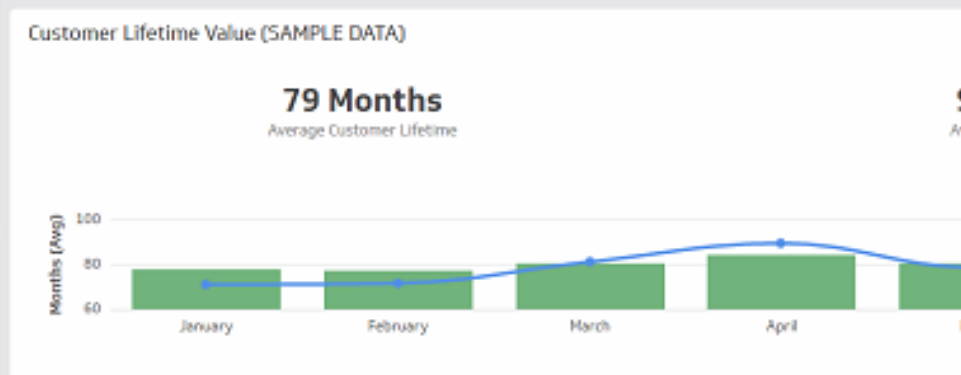 Customer Lifetime Value (SAMPLE DATA)
79 Months
Average Customer Lifetime
Months (Avg)
100
80
60
January
February
March
April